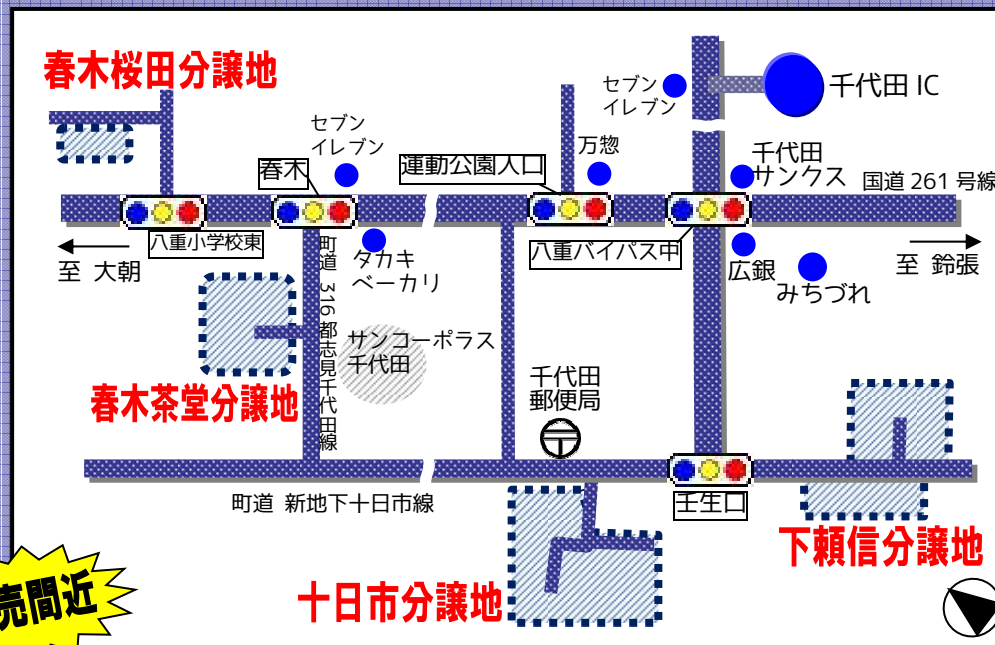 春木桜田分譲地
セブン
イレブン
千代田 IC
セブン
イレブン
万惣
千代田
サンクス
国道 261 号線
春木
運動公園入口
八重小学校東
八重バイパス中
至 大朝
町道 316 都志見千代田線
タカキ
ベーカリ
広銀
みちづれ
至 鈴張
サンコーポラス
千代田
春木茶堂分譲地
千代田
郵便局
町道 新地下十日市線
壬生口
下頼信分譲地
十日市分譲地
売間近